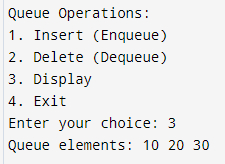 Queue Operations:
1. Insert (Enqueue)
2. Delete (Dequeue)
3. Display
4. Exit
Enter your choice: 3
Queue elements: 10 20 30